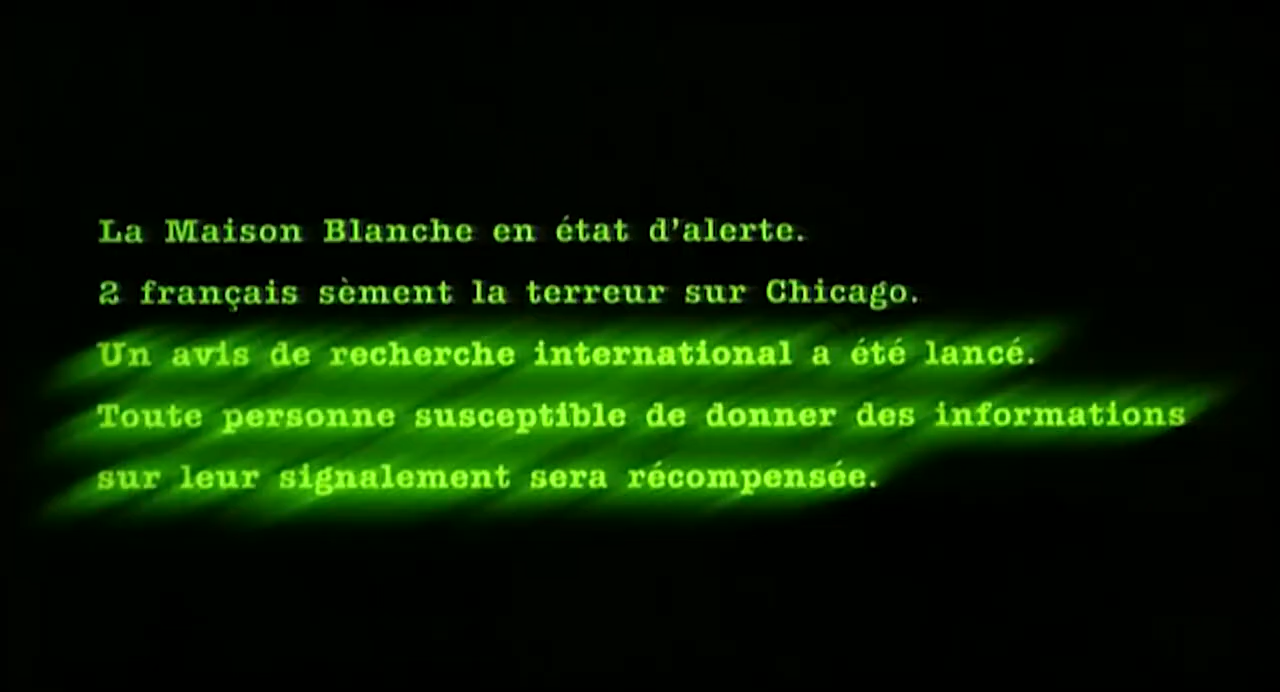 La Maison Blanche en état d'alerte.
2 français sèment la terreur sur Chicago.
Un avis de recherche international a été lancé.
Toute personne susceptible de donner des informations
sur leur signalement sera récompensée.